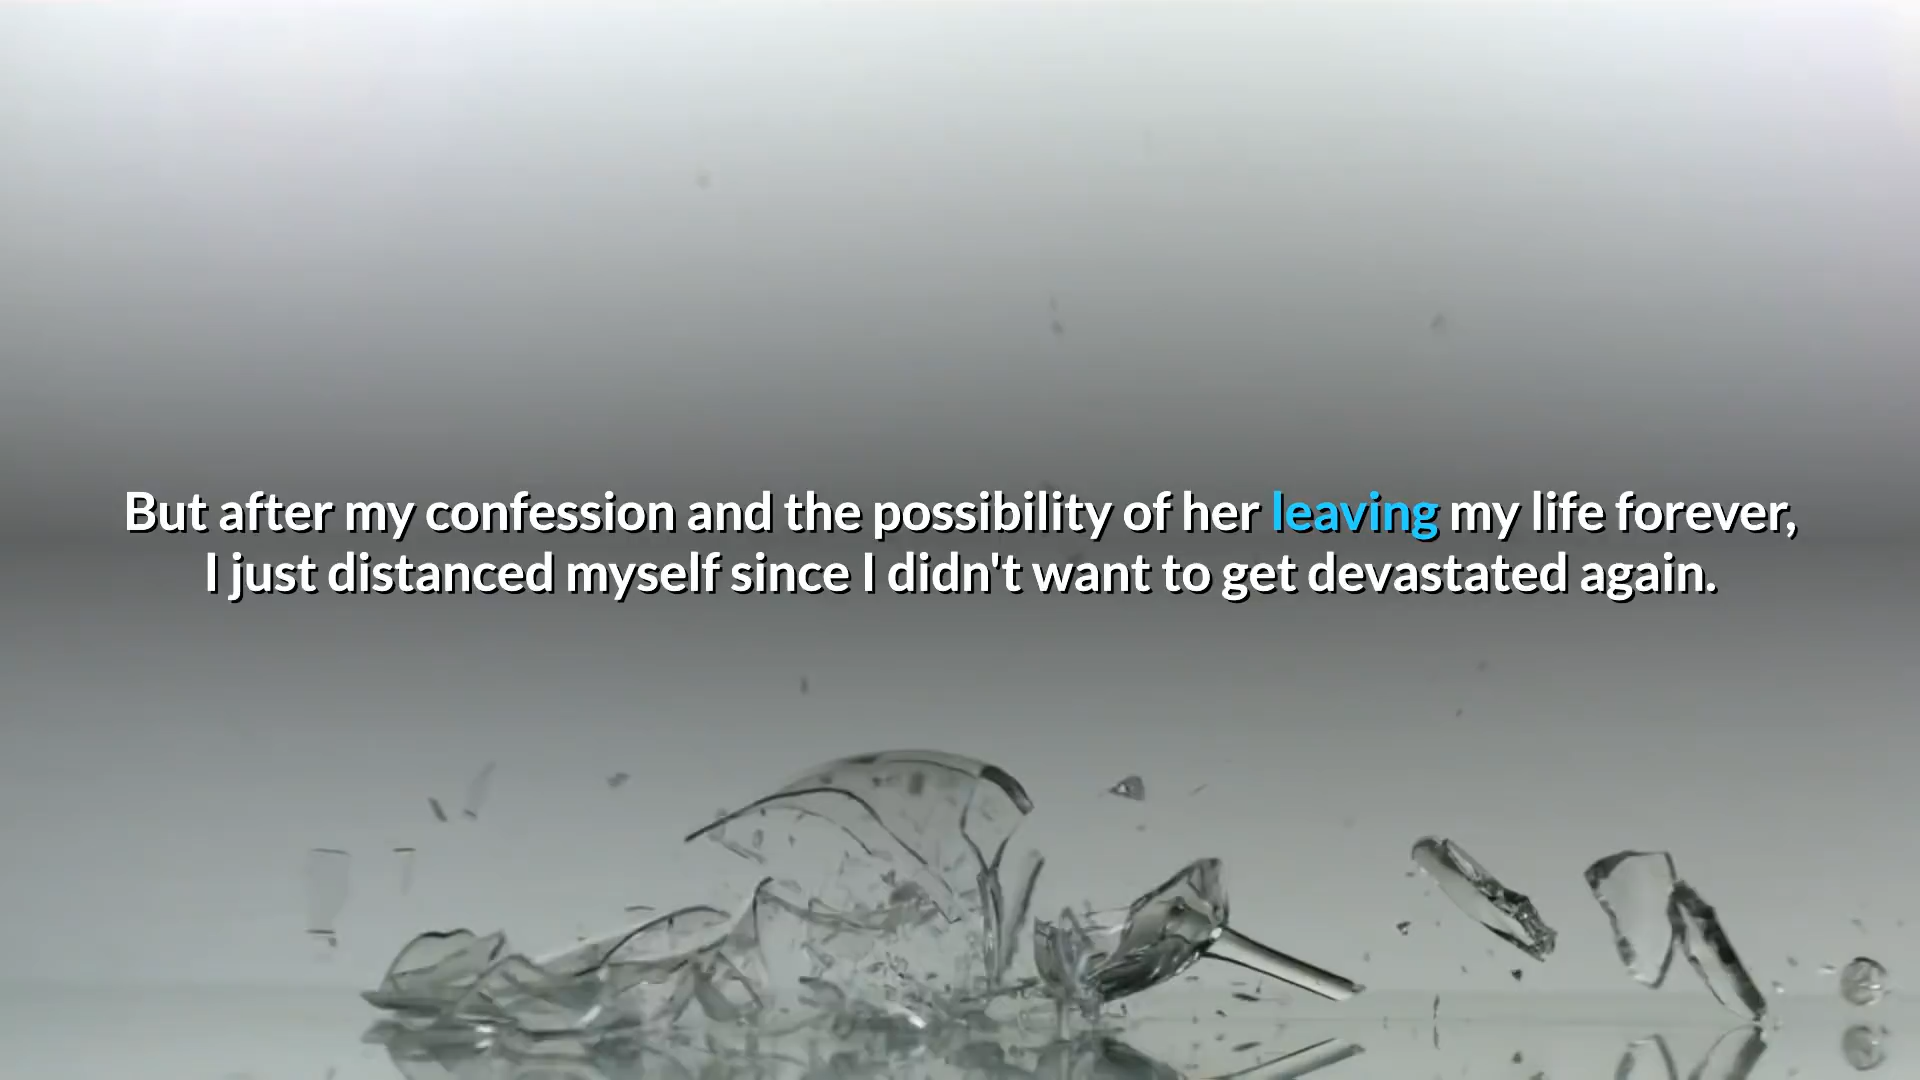 But after my confession and the possibility of her leaving my life forever,
I just distanced myself since I didn't want to get devastated again.